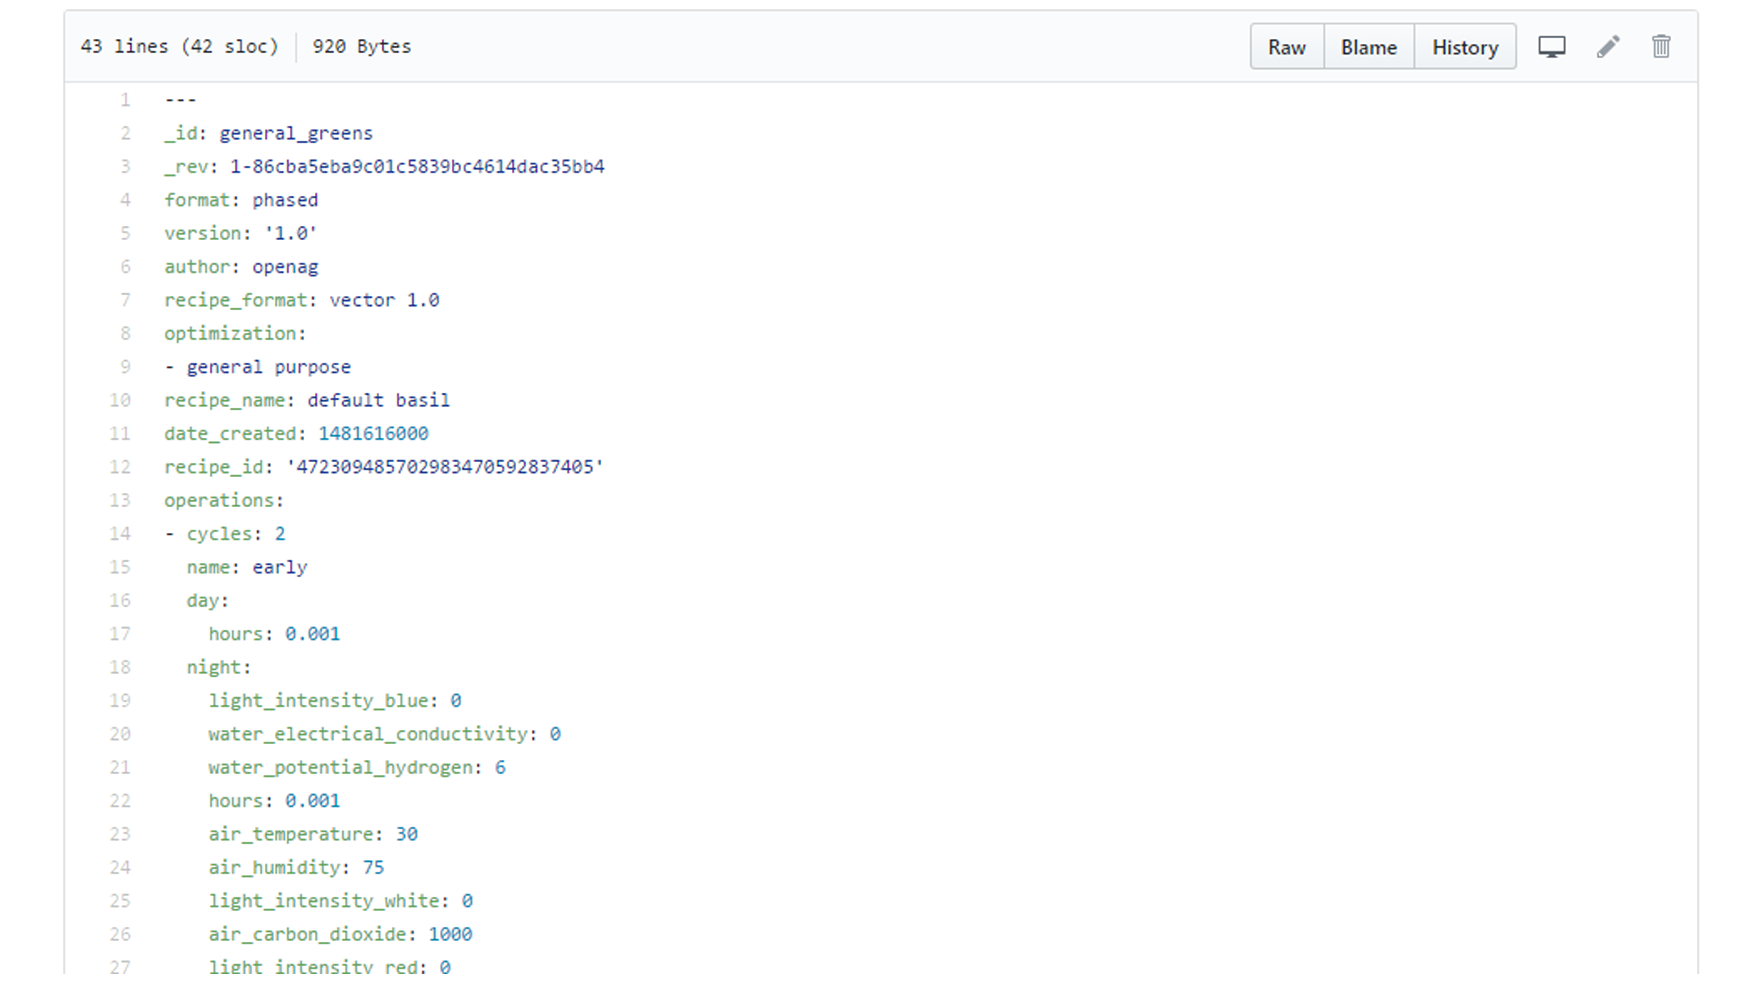 43 lines (42 sloc) 920 Bytes Raw Blame History
1 ---
2 _id: general_greens
3 _rev: 1-86cba5eba9c01c5839bc4614dac35bb4
4 format: phased
5 version: '1.0'
6 author: openag
7 recipe_format: vector 1.0
8 optimization:
9 - general purpose
10 recipe_name: default basil
11 date_created: 1481616000
12 recipe_id: '4723094857029834705928​37405'
13 operations:
14 - cycles: 2
15 name: early
16 day:
17 hours: 0.001
18 night:
19 light_intensity_blue: 0
20 water_electrical_conductivity: 0
21 water_potential_hydrogen: 6
22 hours: 0.001
23 air_temperature: 30
24 air_humidity: 75
25 light_intensity_white: 0
26 air_carbon_dioxide: 1000
27 light_intensity_red: 0